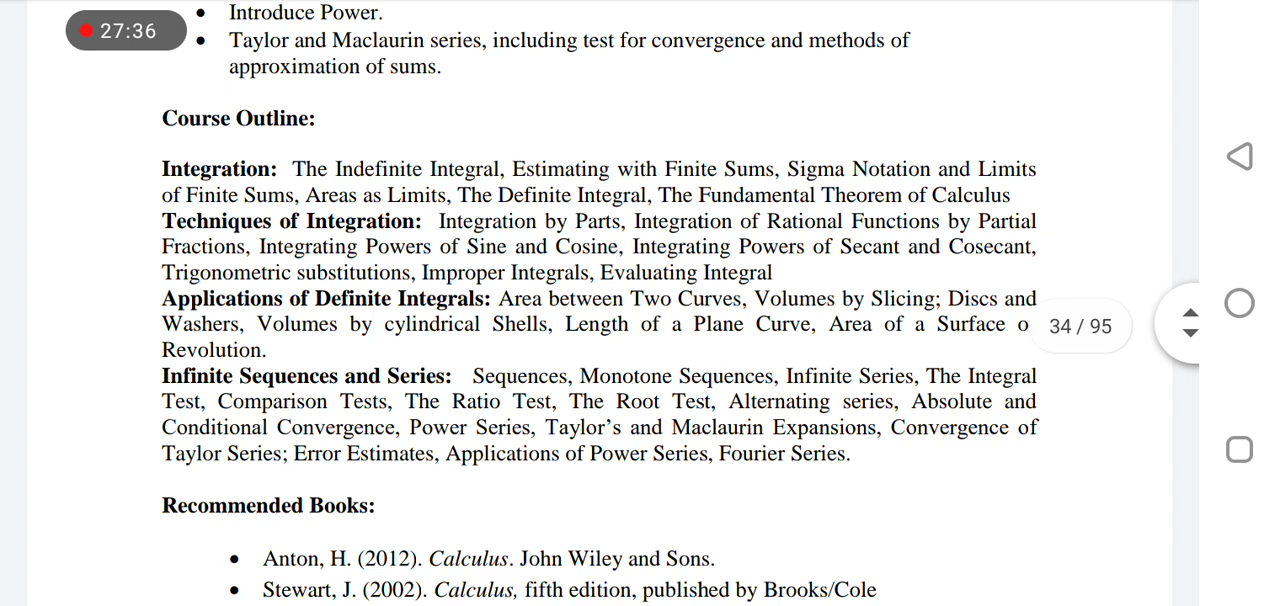 27:36
• Introduce Power.
• Taylor and Maclaurin series, including test for convergence and methods of
approximation of sums.
Course Outline:
Integration: The Indefinite Integral, Estimating with Finite Sums, Sigma Notation and Limits
of Finite Sums, Areas as Limits, The Definite Integral, The Fundamental Theorem of Calculus
Techniques of Integration: Integration by Parts, Integration of Rational Functions by Partial
Fractions, Integrating Powers of Sine and Cosine, Integrating Powers of Secant and Cosecant,
Trigonometric substitutions, Improper Integrals, Evaluating Integral
Applications of Definite Integrals: Area between Two Curves, Volumes by Slicing; Discs and
Washers, Volumes by cylindrical Shells, Length of a Plane Curve, Area of a Surface o
34 / 95
Revolution.
Infinite Sequences and Series: Sequences, Monotone Sequences, Infinite Series, The Integral
Test, Comparison Tests, The Ratio Test, The Root Test, Alternating series, Absolute and
Conditional Convergence, Power Series, Taylor’s and Maclaurin Expansions, Convergence of
Taylor Series; Error Estimates, Applications of Power Series, Fourier Series.
Recommended Books:
• Anton, H. (2012). Calculus. John Wiley and Sons.
• Stewart, J. (2002). Calculus, fifth edition, published by Brooks/Cole